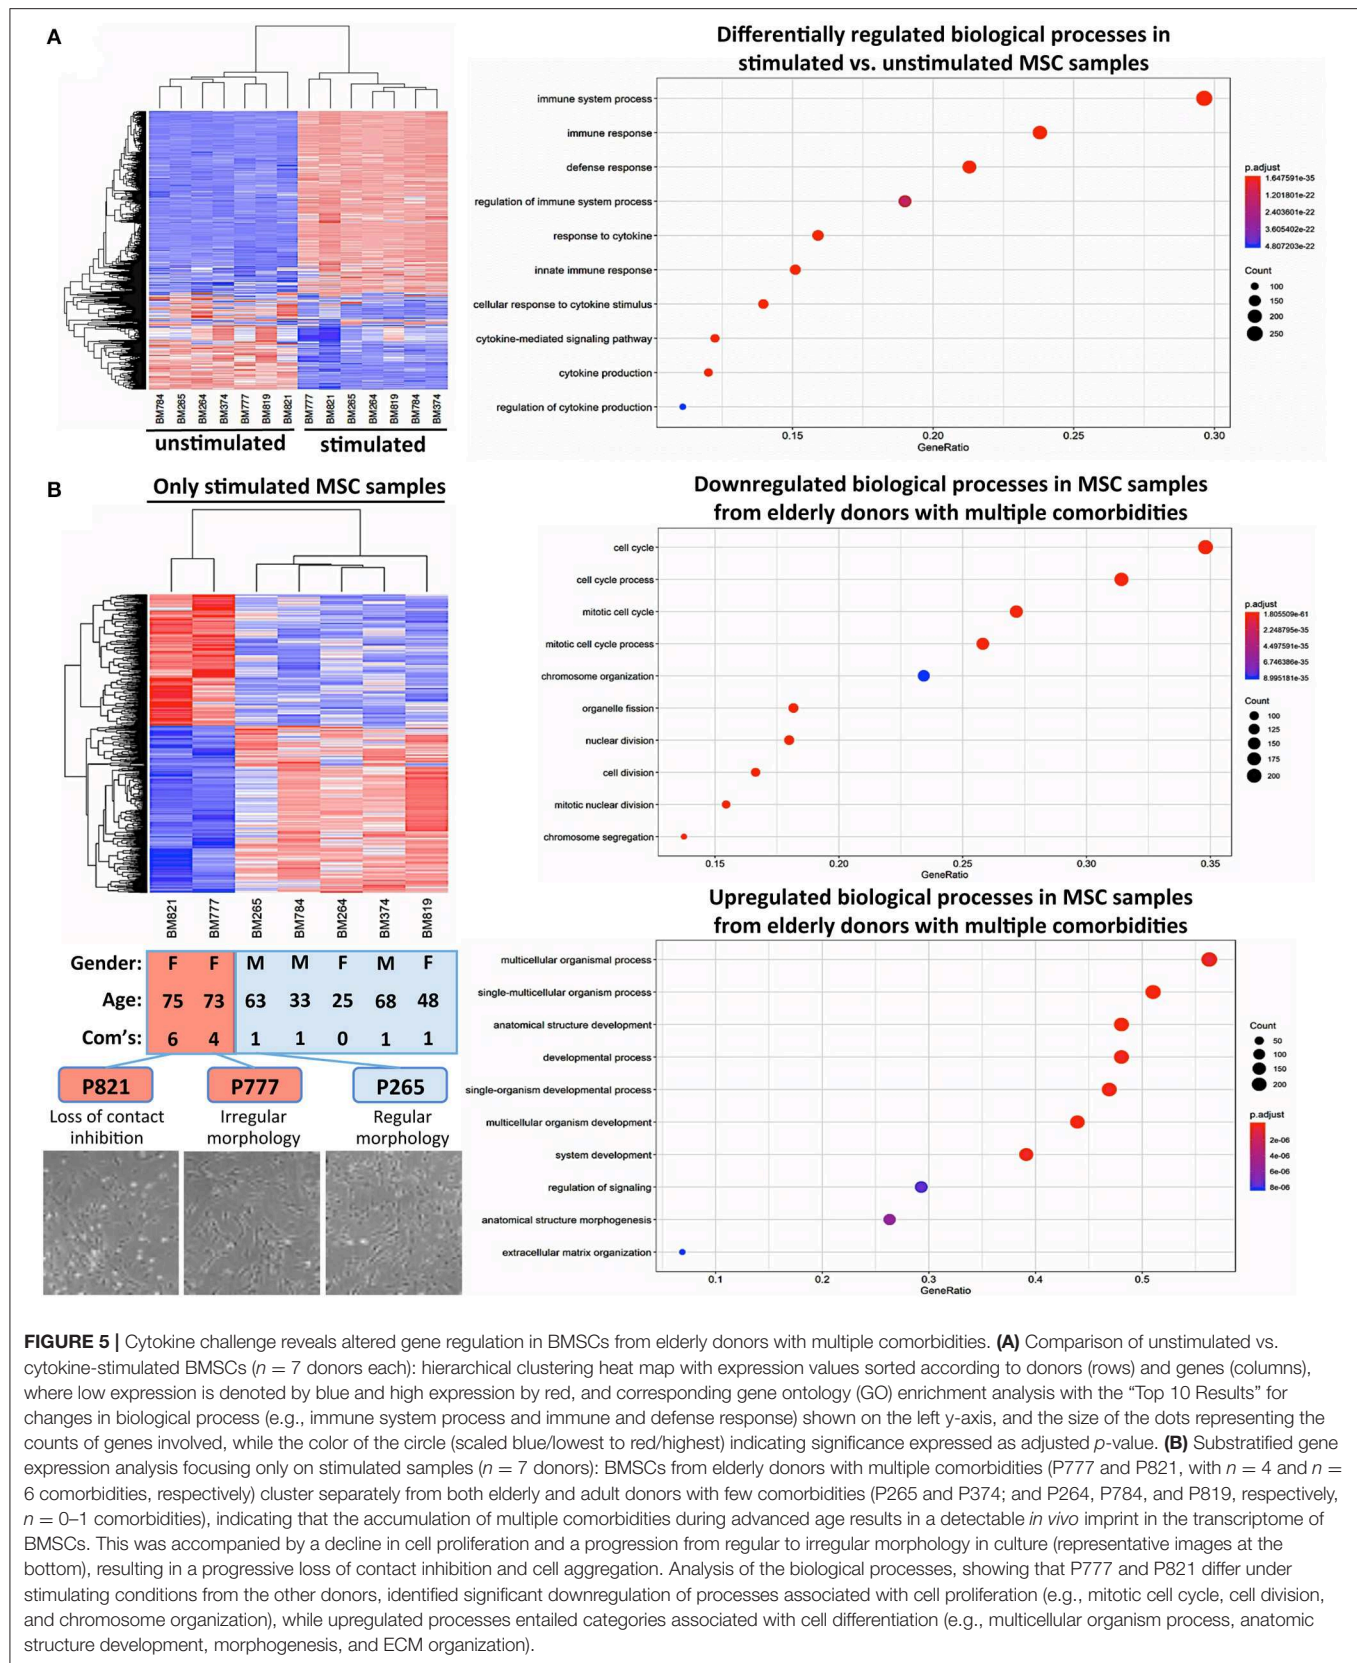 A
Differentially regulated biological processes in
stimulated vs. unstimulated MSC samples
immune system process
immune response
defense response
regulation of immune system process
response to cytokine
innate immune response
cellular response to cytokine stimulus
cytokine-mediated signaling pathway
cytokine production
regulation of cytokine production
0.15 0.20 0.25 0.30
GeneRatio
p.adjust
1.647591e-35
1.201801e-22
2.403601e-22
3.605402e-22
4.807203e-22
Count
100
150
200
250
BM784 BM265 BM264 BM374 BM777 BM819 BM821 BM777 BM821 BM265 BM264 BM819 BM784 BM374
unstimulated stimulated
B
Only stimulated MSC samples
BM821 BM777 BM265 BM784 BM264 BM374 BM819
Gender: F F M M F M F
Age: 75 73 63 33 25 68 48
Com's: 6 4 1 1 0 1 1
P821 P777 P265
Loss of contact
inhibition
Irregular
morphology
Regular
morphology
Downregulated biological processes in MSC samples
from elderly donors with multiple comorbidities
cell cycle
cell cycle process
mitotic cell cycle
mitotic cell cycle process
chromosome organization
organelle fission
nuclear division
cell division
mitotic nuclear division
chromosome segregation
0.15 0.20 0.25 0.30 0.35
GeneRatio
p.adjust
1.805509e-61
2.248795e-35
4.497591e-35
6.746386e-35
8.995181e-35
Count
100
125
150
175
200
Upregulated biological processes in MSC samples
from elderly donors with multiple comorbidities
multicellular organismal process
single-multicellular organism process
anatomical structure development
developmental process
single-organism developmental process
multicellular organism development
system development
regulation of signaling
anatomical structure morphogenesis
extracellular matrix organization
0.1 0.2 0.3 0.4 0.5
GeneRatio
Count
50
100
150
200
p.adjust
2e-06
4e-06
6e-06
8e-06
FIGURE 5 | Cytokine challenge reveals altered gene regulation in BMSCs from elderly donors with multiple comorbidities. (A) Comparison of unstimulated vs.
cytokine-stimulated BMSCs (n = 7 donors each): hierarchical clustering heat map with expression values sorted according to donors (rows) and genes (columns),
where low expression is denoted by blue and high expression by red, and corresponding gene ontology (GO) enrichment analysis with the “Top 10 Results” for
changes in biological process (e.g., immune system process and immune and defense response) shown on the left y-axis, and the size of the dots representing the
counts of genes involved, while the color of the circle (scaled blue/lowest to red/highest) indicating significance expressed as adjusted p-value. (B) Substratified gene
expression analysis focusing only on stimulated samples (n = 7 donors): BMSCs from elderly donors with multiple comorbidities (P777 and P821, with n = 4 and n =
6 comorbidities, respectively) cluster separately from both elderly and adult donors with few comorbidities (P265 and P374; and P264, P784, and P819, respectively,
n = 0–1 comorbidities), indicating that the accumulation of multiple comorbidities during advanced age results in a detectable in vivo imprint in the transcriptome of
BMSCs. This was accompanied by a decline in cell proliferation and a progression from regular to irregular morphology in culture (representative images at the
bottom), resulting in a progressive loss of contact inhibition and cell aggregation. Analysis of the biological processes, showing that P777 and P821 differ under
stimulating conditions from the other donors, identified significant downregulation of processes associated with cell proliferation (e.g., mitotic cell cycle, cell division,
and chromosome organization), while upregulated processes entailed categories associated with cell differentiation (e.g., multicellular organism process, anatomic
structure development, morphogenesis, and ECM organization).